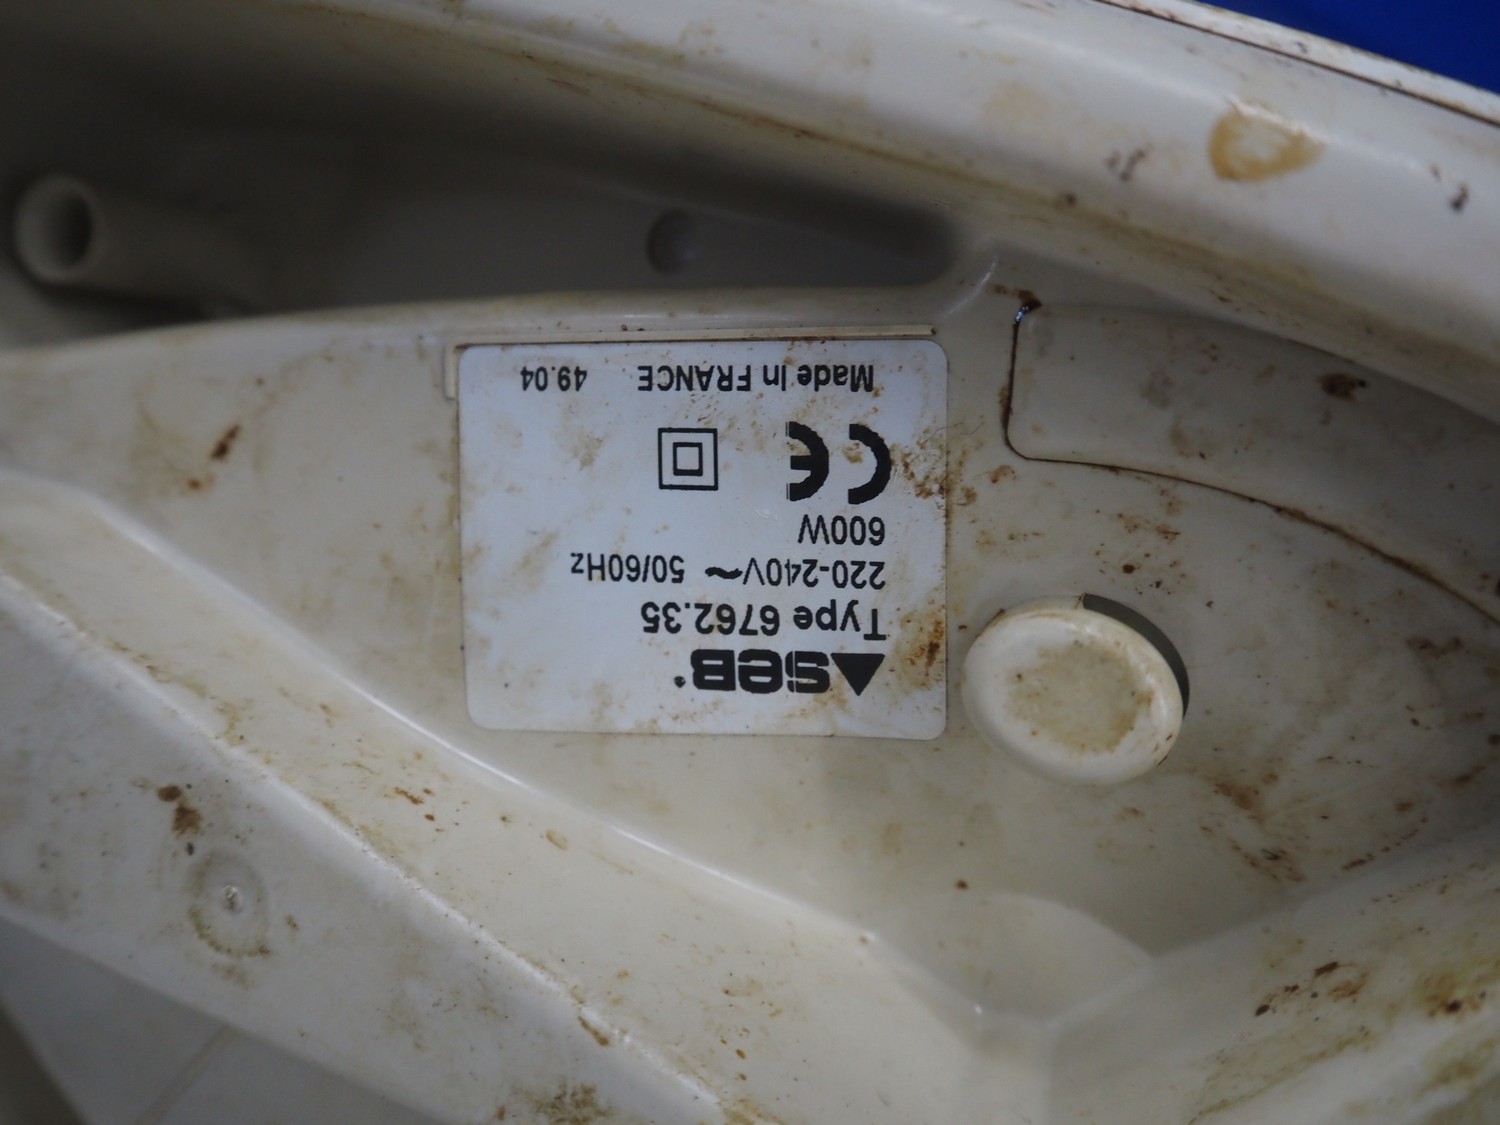 SEB
Type 6762.35
220-240V ~ 50/60Hz
600W
CE
Made In FRANCE 49.04